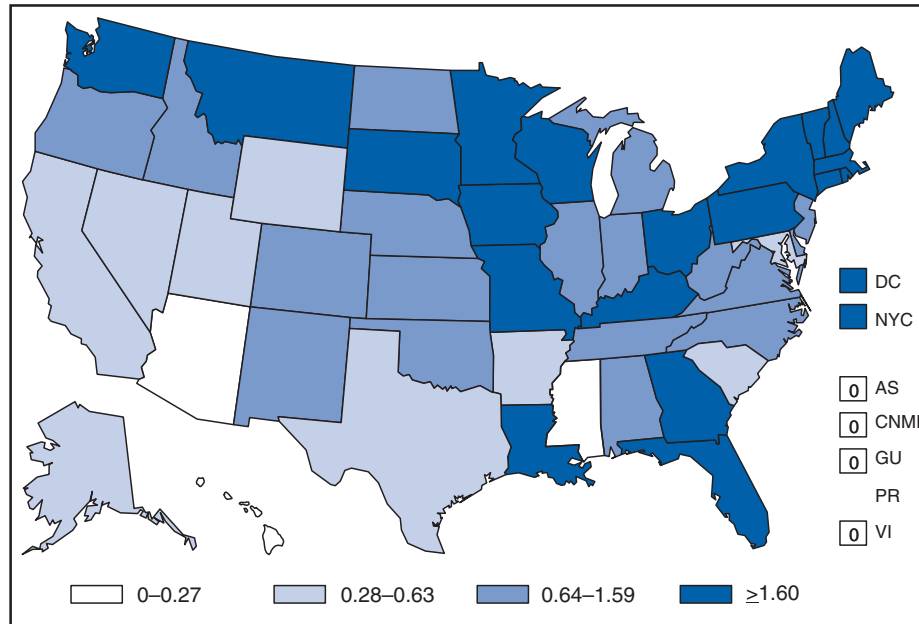 DC
NYC
0 AS
0 CNMI
0 GU
PR
0 VI
0–0.27 0.28–0.63 0.64–1.59 ≥1.60